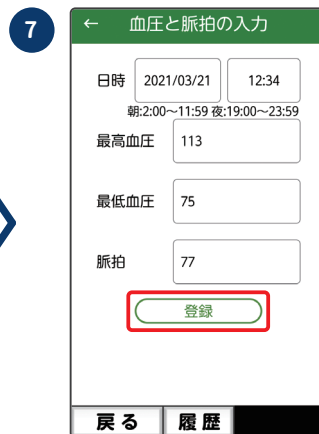 7
← 血圧と脈拍の入力
日時 2021/03/21 12:34
朝:2:00～11:59 夜:19:00～23:59
最高血圧 113
最低血圧 75
脈拍 77
登録
戻る 履歴